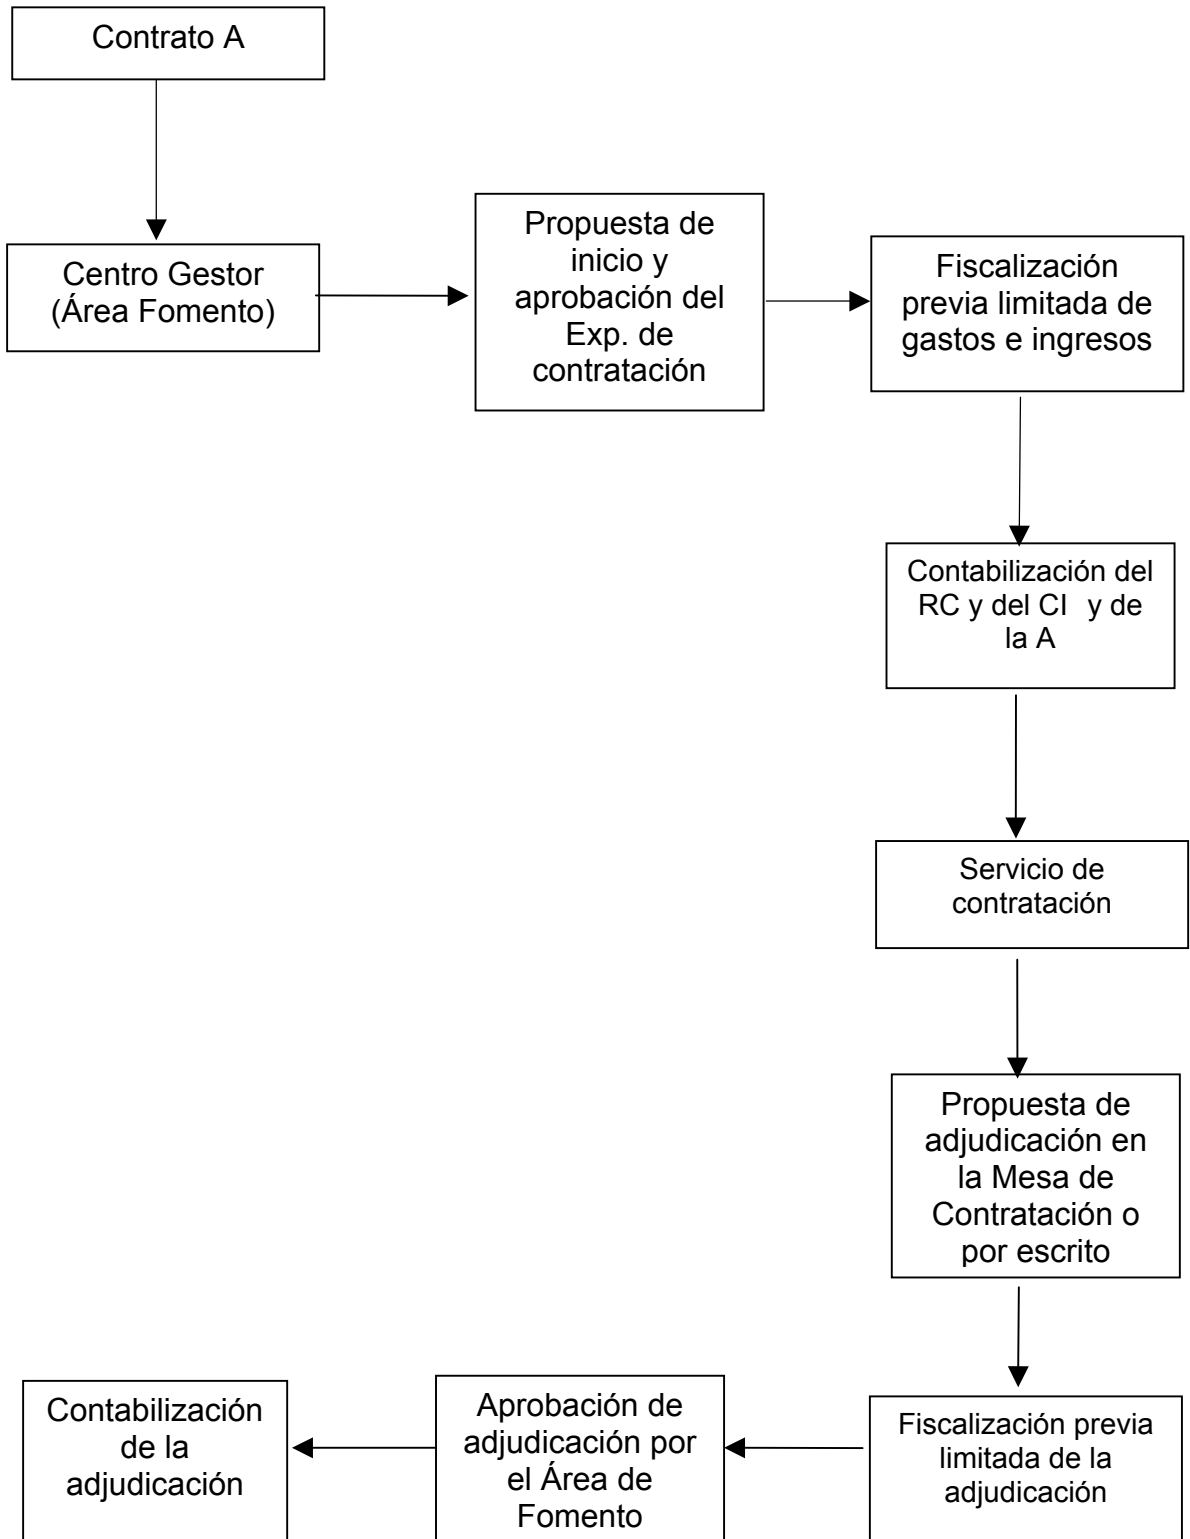 Contrato A
Centro Gestor
(Área Fomento)
Propuesta de
inicio y
aprobación del
Exp. de
contratación
Fiscalización
previa limitada de
gastos e ingresos
Contabilización del
RC y del CI y de
la A
Servicio de
contratación
Propuesta de
adjudicación en
la Mesa de
Contratación o
por escrito
Fiscalización previa
limitada de la
adjudicación
Aprobación de
adjudicación por
el Área de
Fomento
Contabilización
de la
adjudicación